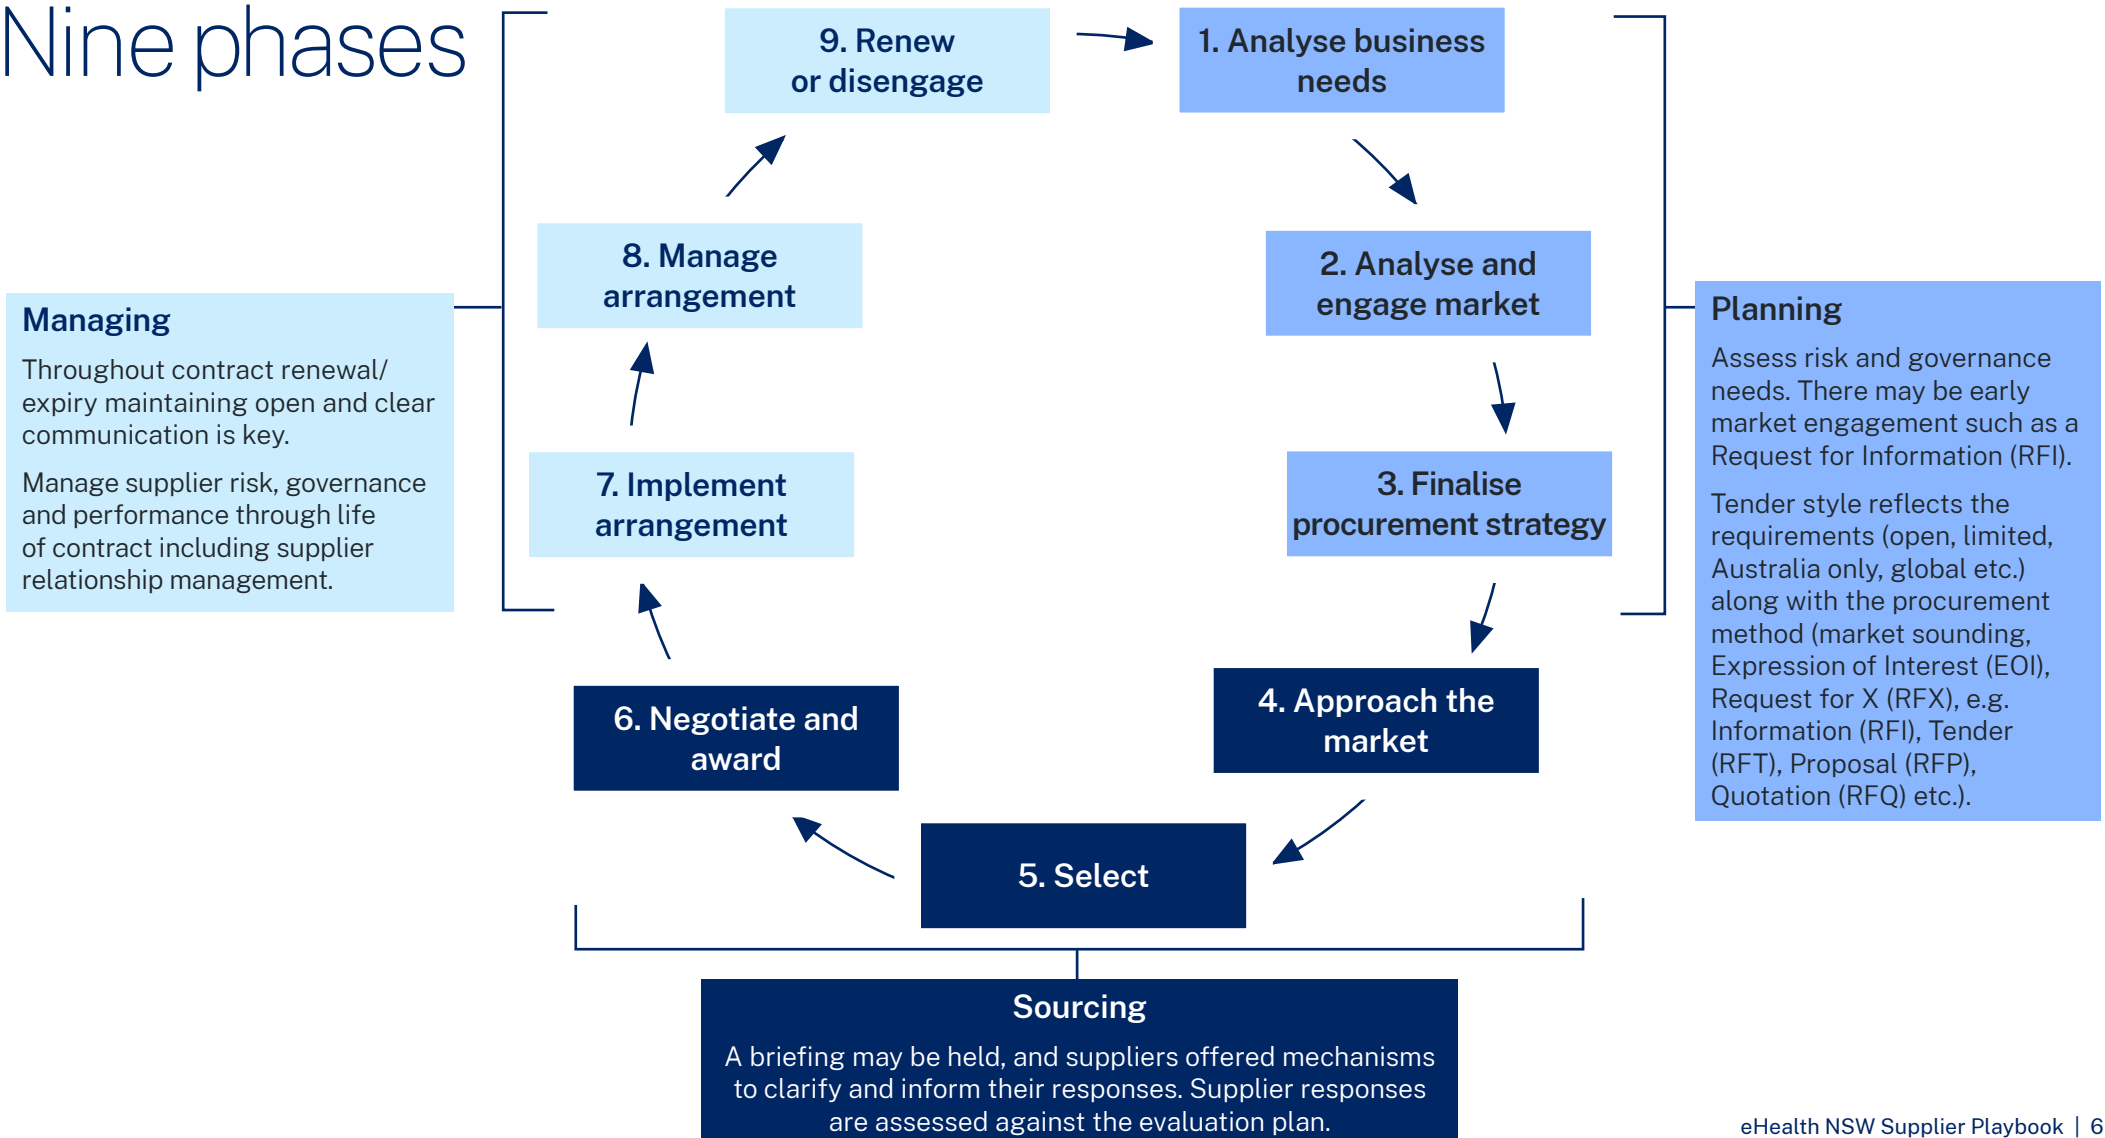 Nine phases
9. Renew
or disengage
1. Analyse business
needs
2. Analyse and
engage market
3. Finalise
procurement strategy
4. Approach the
market
5. Select
6. Negotiate and
award
7. Implement
arrangement
8. Manage
arrangement
Managing
Throughout contract renewal/
expiry maintaining open and clear
communication is key.
Manage supplier risk, governance
and performance through life
of contract including supplier
relationship management.
Planning
Assess risk and governance
needs. There may be early
market engagement such as a
Request for Information (RFI).
Tender style reflects the
requirements (open, limited,
Australia only, global etc.)
along with the procurement
method (market sounding,
Expression of Interest (EOI),
Request for X (RFX), e.g.
Information (RFI), Tender
(RFT), Proposal (RFP),
Quotation (RFQ) etc.).
Sourcing
A briefing may be held, and suppliers offered mechanisms
to clarify and inform their responses. Supplier responses
are assessed against the evaluation plan.
eHealth NSW Supplier Playbook | 6